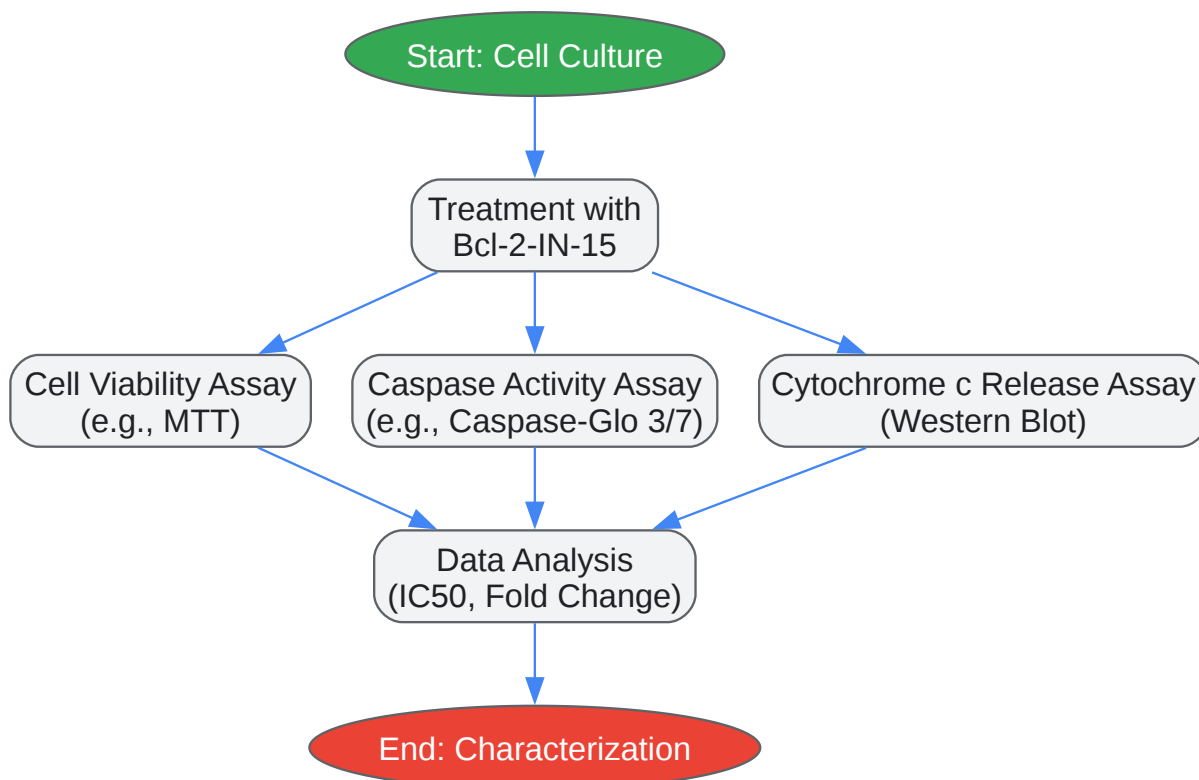 Start: Cell Culture
Treatment with
Bcl-2-IN-15
Cell Viability Assay
(e.g., MTT)
Caspase Activity Assay
(e.g., Caspase-Glo 3/7)
Cytochrome c Release Assay
(Western Blot)
Data Analysis
(IC50, Fold Change)
End: Characterization